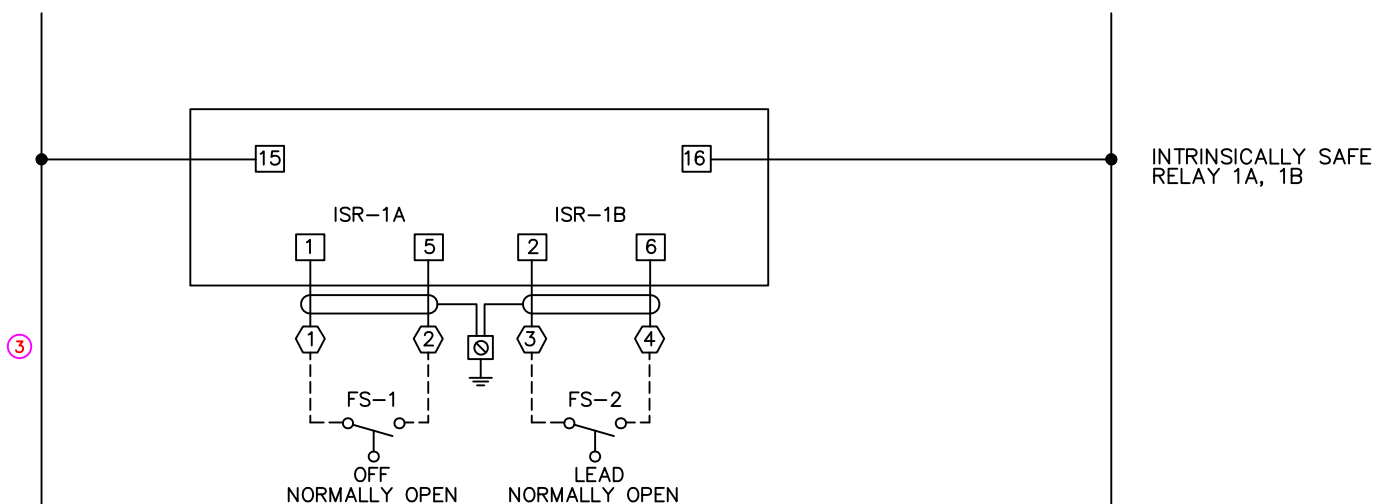 15
16
INTRINSICALLY SAFE
RELAY 1A, 1B
ISR-1A
ISR-1B
1
5
2
6
1
2
3
4
3
FS-1
FS-2
OFF
NORMALLY OPEN
LEAD
NORMALLY OPEN